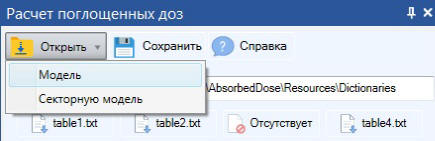 Расчет поглощенных доз
Открыть Сохранить Справка
Модель
\AbsorbedDose\Resources\Dictionaries
Секторную модель
table1.txt table2.txt Отсутствует table4.txt